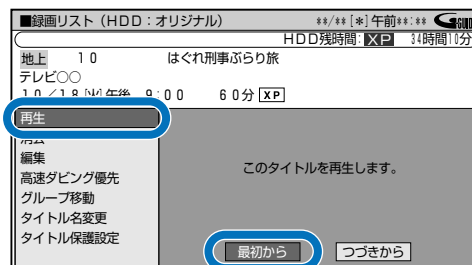 ■録画リスト（HDD：オリジナル） **/**[*]午前**:** G-GUIDE
HDD残時間: XP 34時間10分
地上 10 はぐれ刑事ぶらり旅
テレビ○○
10／18[火]午後 9:00 60分 XP
再生
消去
編集
高速ダビング優先
グループ移動
タイトル名変更
タイトル保護設定
このタイトルを再生します。
最初から つづきから